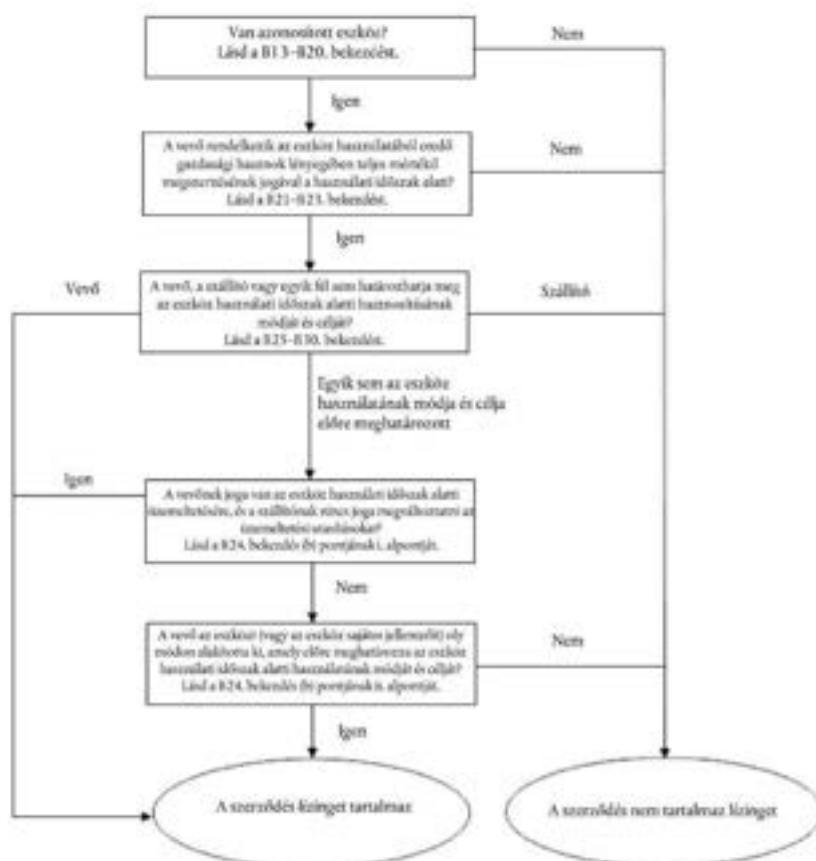 Van azonosított eszköz?
Lásd a B13–B20. bekezdést.
Nem
Igen
A vevő rendelkezik az eszköz használatából eredő
gazdasági hasznok lényegében teljes mértékű
megszerzésének jogával a használati időszak alatt?
Lásd a B21–B23. bekezdést.
Nem
Igen
Vevő
A vevő, a szállító vagy egyik fél sem határozhatja meg
az eszköz használati időszak alatti hasznosításának
módját és célját?
Lásd a B25–B30. bekezdést.
Szállító
Egyik sem az eszköz
használatának módja és célja
előre meghatározott
Igen
A vevőnek joga van az eszköz használati időszak alatti
üzemeltetésére, és a szállítónak nincs joga megváltoztatni az
üzemeltetési utasításokat?
Lásd a B24. bekezdés (b) pontjának i. alpontját.
Nem
A vevő az eszközt (vagy az eszköz sajátos jellemzőit) oly
módon alakította ki, amely előre meghatározza az eszköz
használati időszak alatti használatának módját és célját?
Lásd a B24. bekezdés (b) pontjának ii. alpontját.
Nem
Igen
A szerződés lízinget tartalmaz
A szerződés nem tartalmaz lízinget